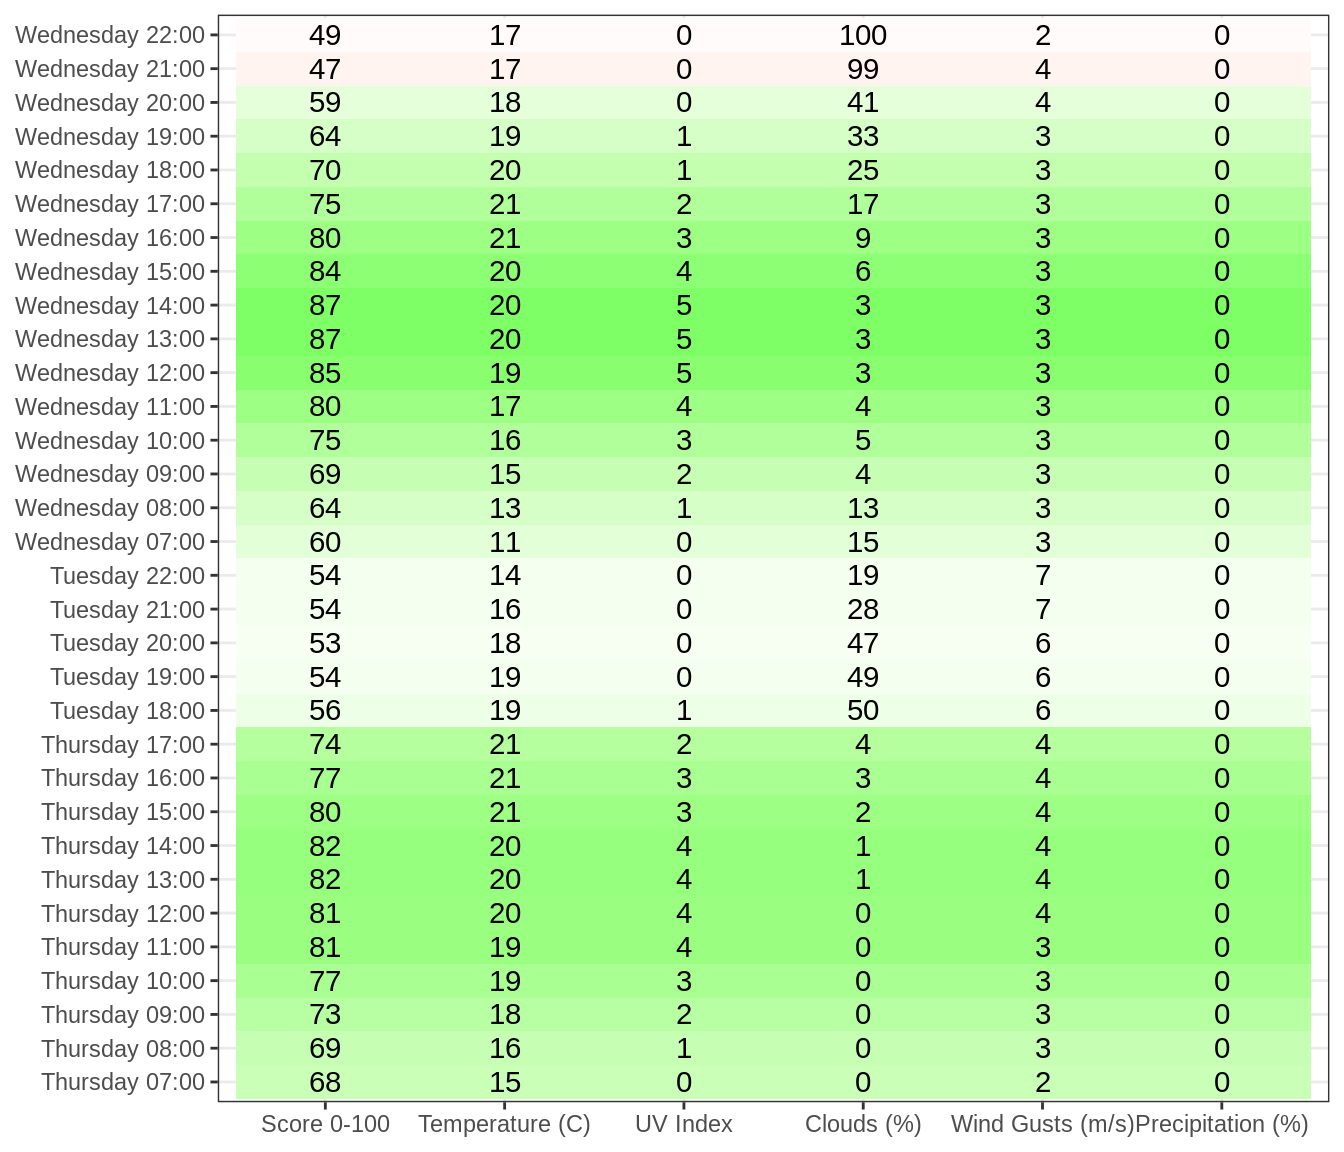 Wednesday 22:00 49 17 0 100 2 0
Wednesday 21:00 47 17 0 99 4 0
Wednesday 20:00 59 18 0 41 4 0
Wednesday 19:00 64 19 1 33 3 0
Wednesday 18:00 70 20 1 25 3 0
Wednesday 17:00 75 21 2 17 3 0
Wednesday 16:00 80 21 3 9 3 0
Wednesday 15:00 84 20 4 6 3 0
Wednesday 14:00 87 20 5 3 3 0
Wednesday 13:00 87 20 5 3 3 0
Wednesday 12:00 85 19 5 3 3 0
Wednesday 11:00 80 17 4 4 3 0
Wednesday 10:00 75 16 3 5 3 0
Wednesday 09:00 69 15 2 4 3 0
Wednesday 08:00 64 13 1 13 3 0
Wednesday 07:00 60 11 0 15 3 0
Tuesday 22:00 54 14 0 19 7 0
Tuesday 21:00 54 16 0 28 7 0
Tuesday 20:00 53 18 0 47 6 0
Tuesday 19:00 54 19 0 49 6 0
Tuesday 18:00 56 19 1 50 6 0
Thursday 17:00 74 21 2 4 4 0
Thursday 16:00 77 21 3 3 4 0
Thursday 15:00 80 21 3 2 4 0
Thursday 14:00 82 20 4 1 4 0
Thursday 13:00 82 20 4 1 4 0
Thursday 12:00 81 20 4 0 4 0
Thursday 11:00 81 19 4 0 3 0
Thursday 10:00 77 19 3 0 3 0
Thursday 09:00 73 18 2 0 3 0
Thursday 08:00 69 16 1 0 3 0
Thursday 07:00 68 15 0 0 2 0
Score 0-100 Temperature (C) UV Index Clouds (%) Wind Gusts (m/s) Precipitation (%)